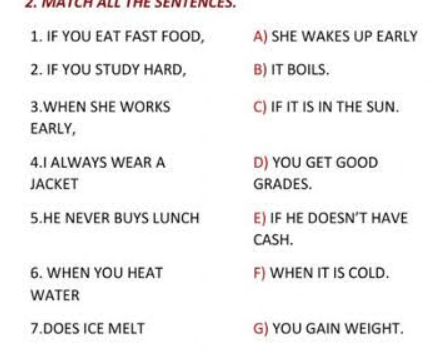 2. MATCH ALL THE SENTENCES.
1. IF YOU EAT FAST FOOD,
A) SHE WAKES UP EARLY
2. IF YOU STUDY HARD,
B) IT BOILS.
3.WHEN SHE WORKS
EARLY,
C) IF IT IS IN THE SUN.
4.I ALWAYS WEAR A
JACKET
D) YOU GET GOOD
GRADES.
5.HE NEVER BUYS LUNCH
E) IF HE DOESN'T HAVE
CASH.
6. WHEN YOU HEAT
WATER
F) WHEN IT IS COLD.
7.DOES ICE MELT
G) YOU GAIN WEIGHT.